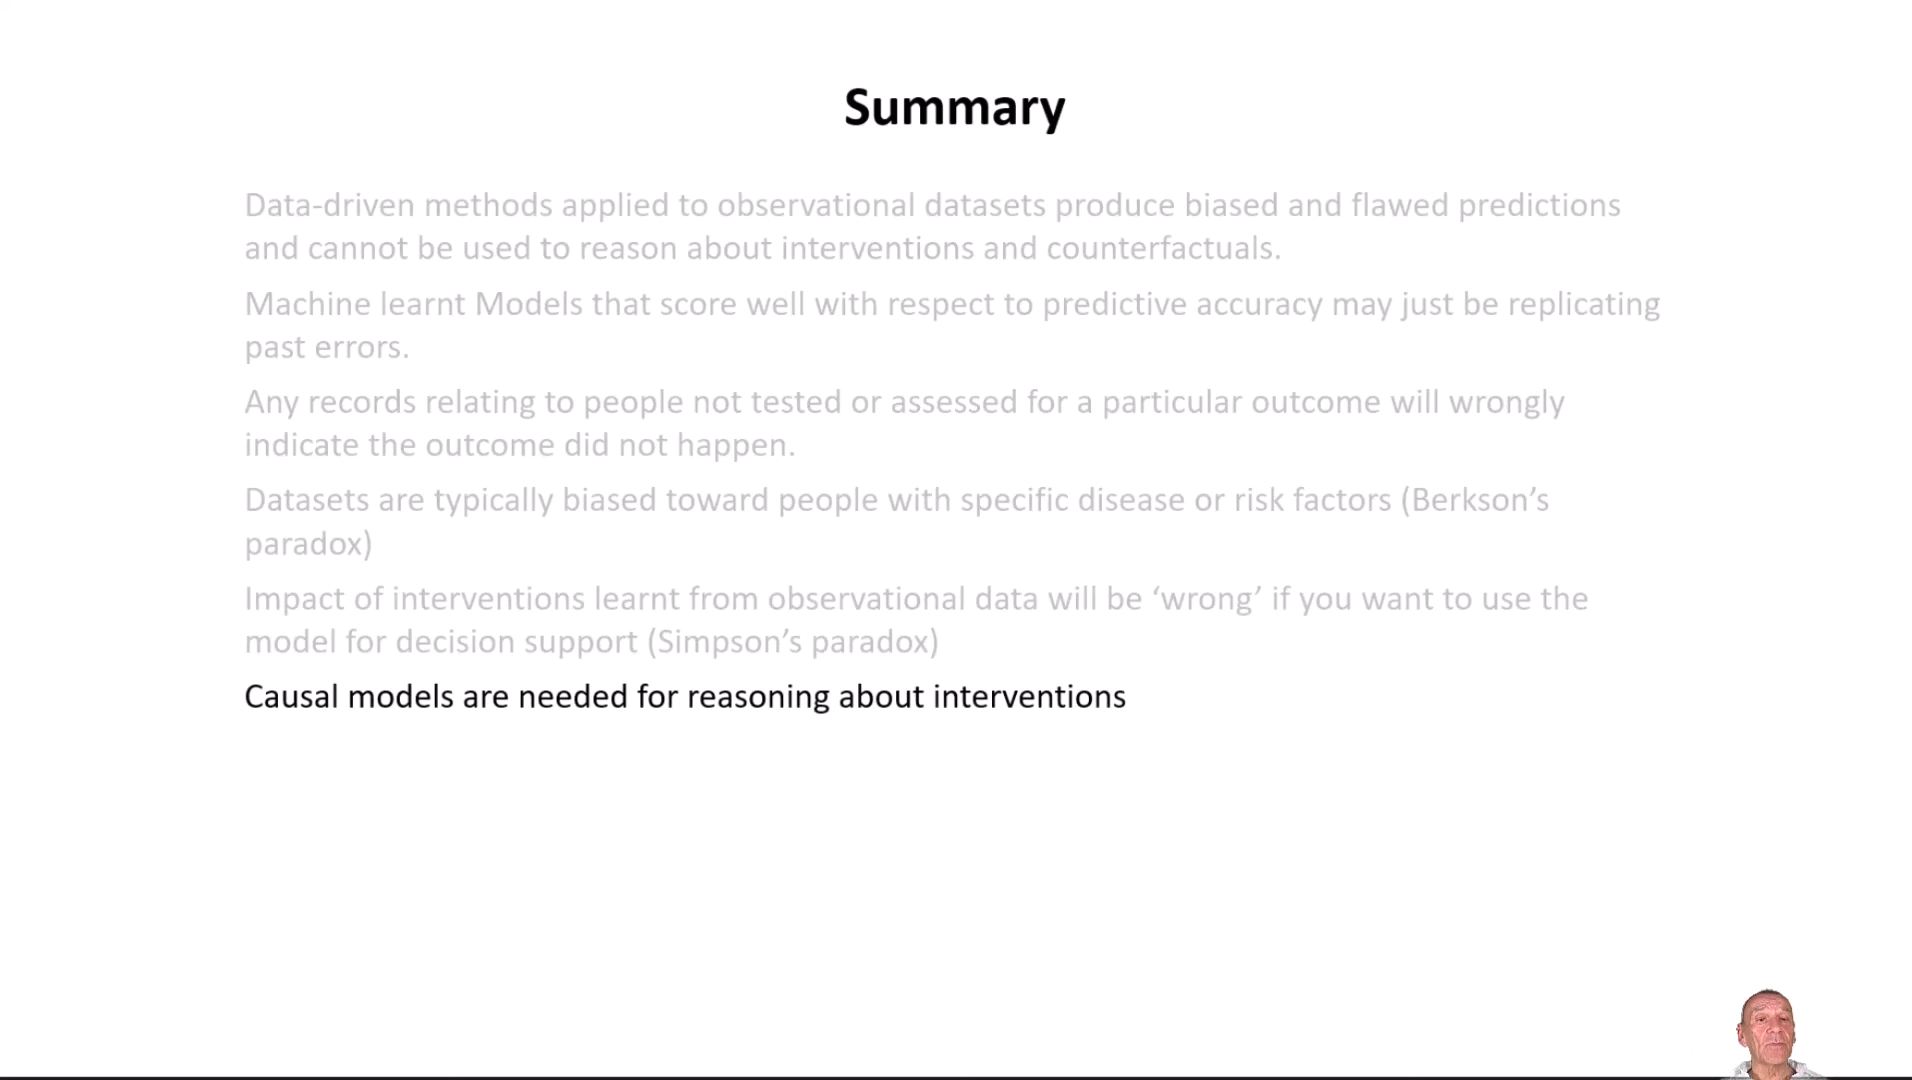 Summary
Data-driven methods applied to observational datasets produce biased and flawed predictions
and cannot be used to reason about interventions and counterfactuals.
Machine learnt Models that score well with respect to predictive accuracy may just be replicating
past errors.
Any records relating to people not tested or assessed for a particular outcome will wrongly
indicate the outcome did not happen.
Datasets are typically biased toward people with specific disease or risk factors (Berkson’s
paradox)
Impact of interventions learnt from observational data will be ‘wrong’ if you want to use the
model for decision support (Simpson’s paradox)
Causal models are needed for reasoning about interventions